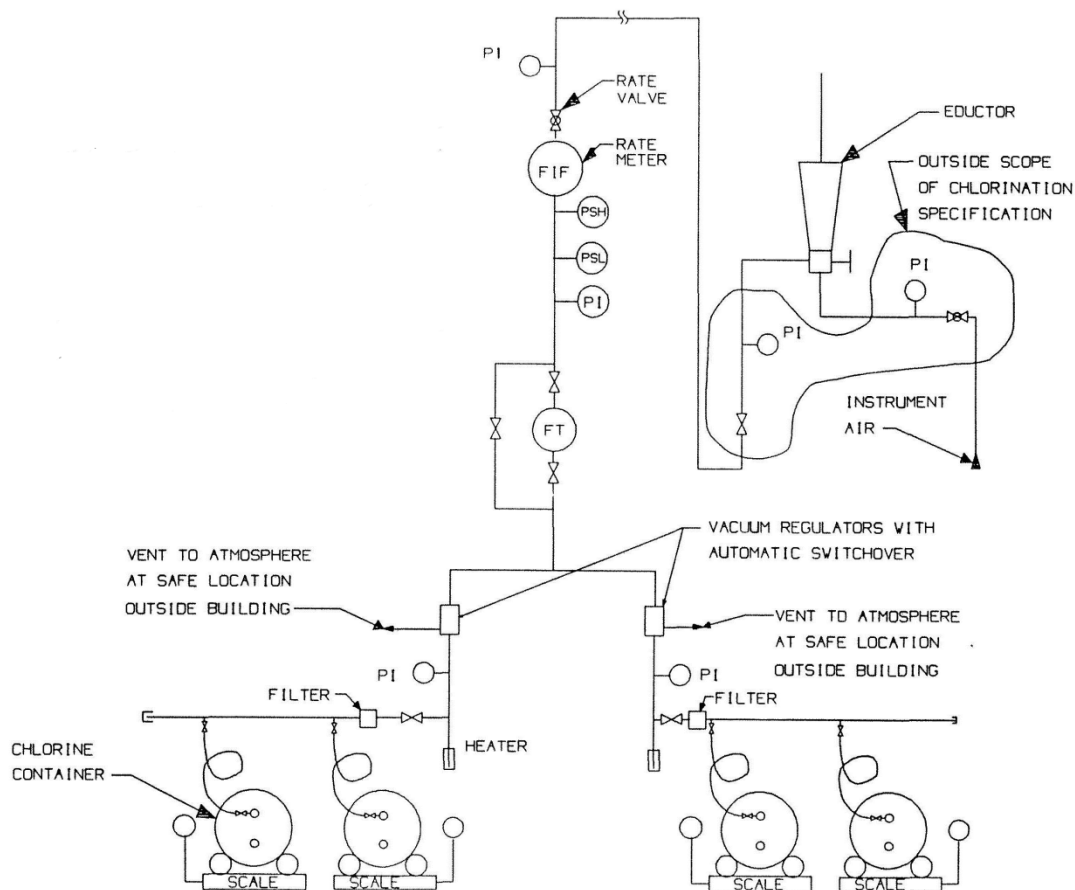 PI
RATE
VALVE
EDUCTOR
RATE
METER
FIF
OUTSIDE SCOPE
OF CHLORINATION
SPECIFICATION
PSH
PSL
PI
PI
PI
INSTRUMENT
AIR
FT
VACUUM REGULATORS WITH
AUTOMATIC SWITCHOVER
VENT TO ATMOSPHERE
AT SAFE LOCATION
OUTSIDE BUILDING
VENT TO ATMOSPHERE
AT SAFE LOCATION
OUTSIDE BUILDING
PI
PI
FILTER
FILTER
HEATER
CHLORINE
CONTAINER
SCALE
SCALE
SCALE
SCALE